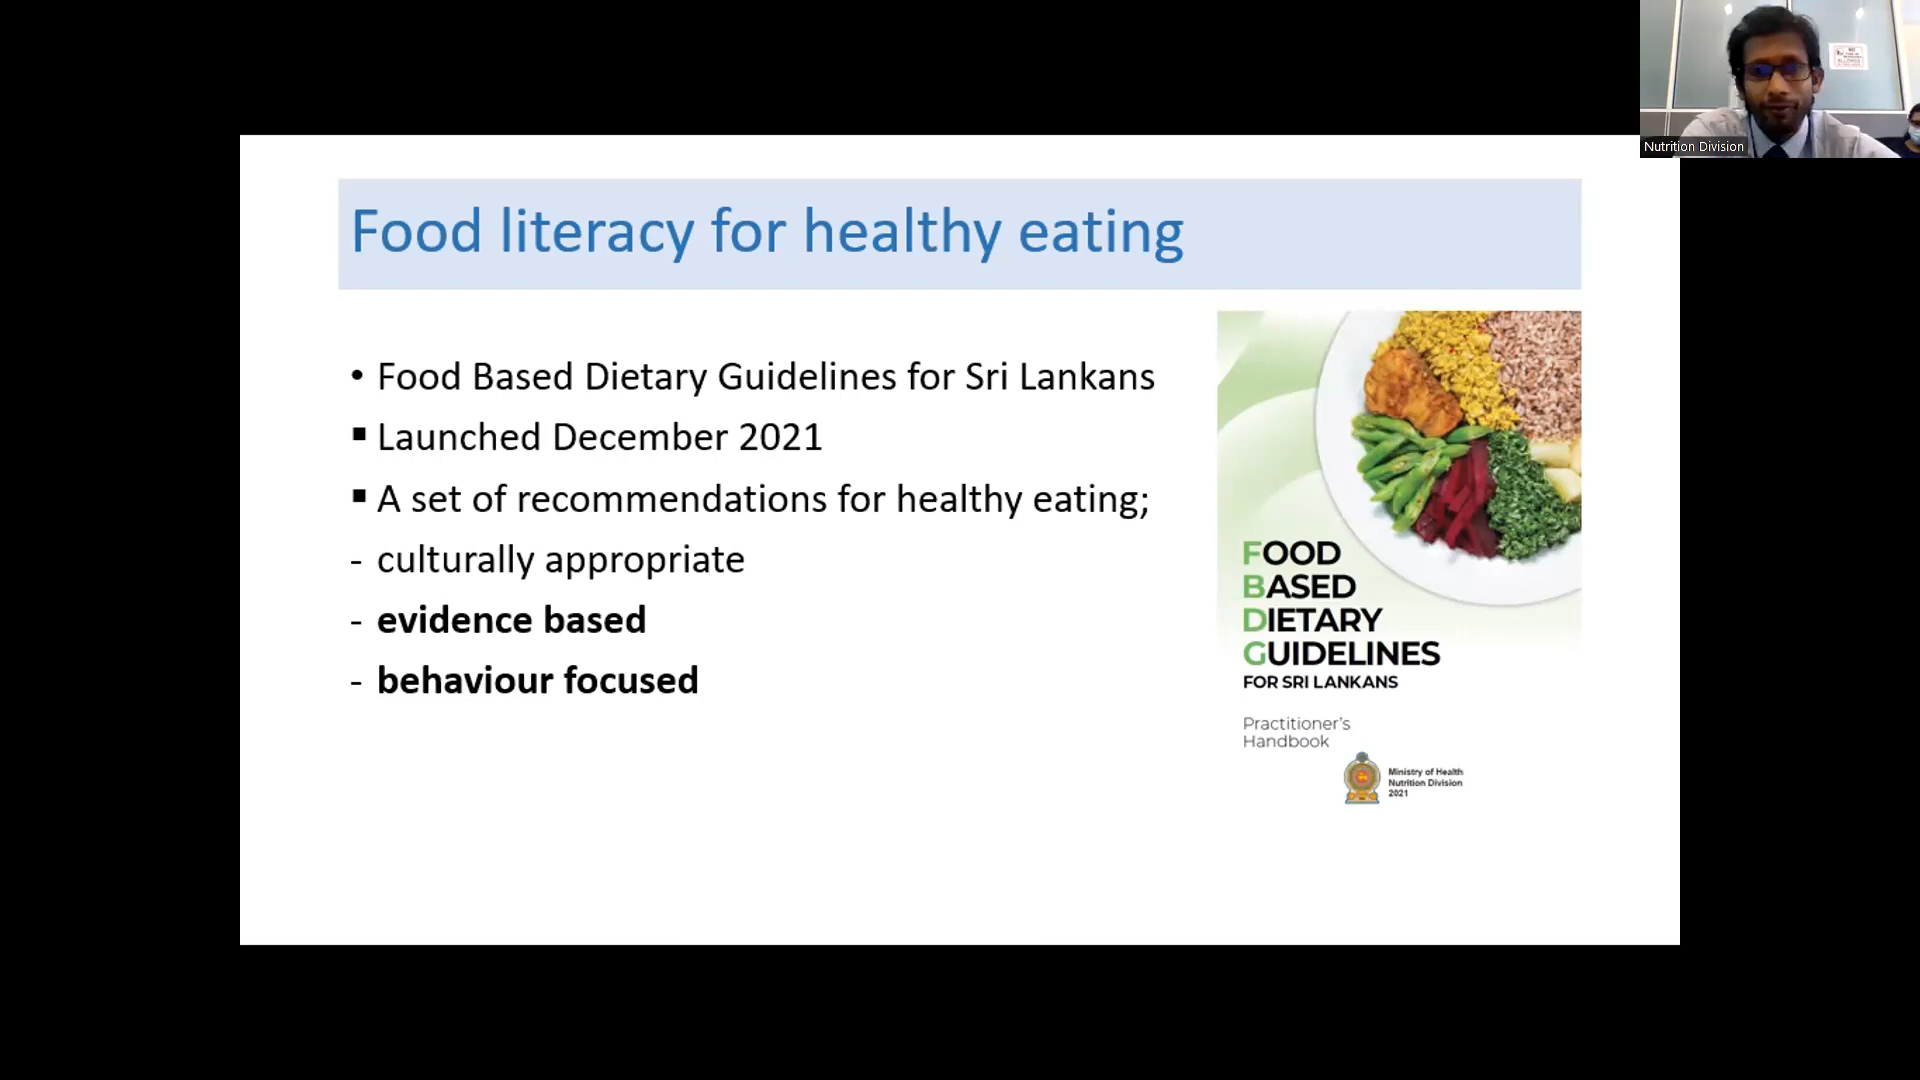 Food literacy for healthy eating
• Food Based Dietary Guidelines for Sri Lankans
▪ Launched December 2021
▪ A set of recommendations for healthy eating;
- culturally appropriate
- evidence based
- behaviour focused
FOOD
BASED
DIETARY
GUIDELINES
FOR SRI LANKANS
Practitioner's
Handbook
Ministry of Health
Nutrition Division
2021
Nutrition Division
NO
ALLOWED